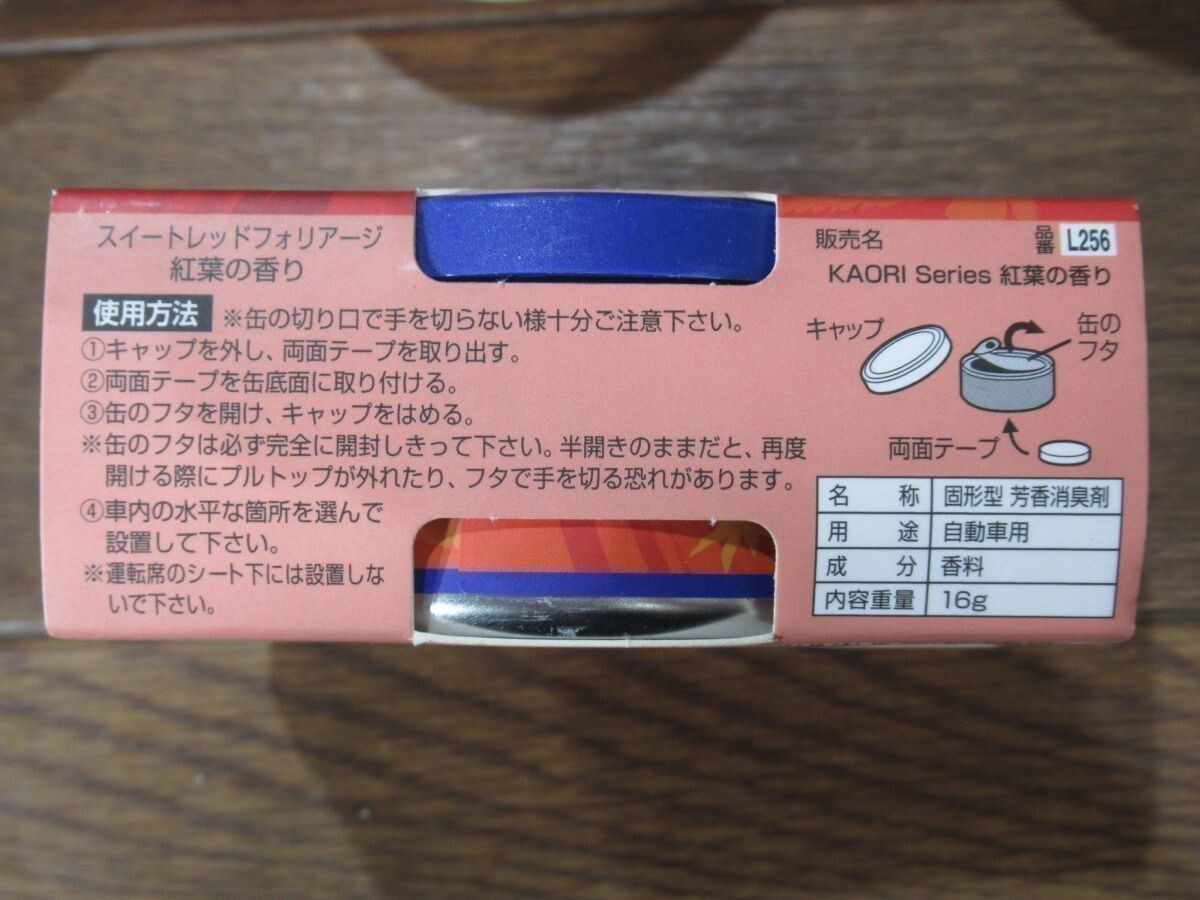 スイートレッドフォリアージ
紅葉の香り
使用方法 ※缶の切り口で手を切らない様十分ご注意下さい。
①キャップを外し、両面テープを取り出す。
②両面テープを缶底面に取り付ける。
③缶のフタを開け、キャップをはめる。
※缶のフタは必ず完全に開封しきって下さい。半開きのままだと、再度
開ける際にプルトップが外れたり、フタで手を切る恐れがあります。
④車内の水平な箇所を選んで
設置して下さい。
※運転席のシート下には設置しな
いで下さい。
販売名 品番 L256
KAORI Series 紅葉の香り
キャップ
缶の
フタ
両面テープ
名称 固形型 芳香消臭剤
用途 自動車用
成分 香料
内容重量 16g